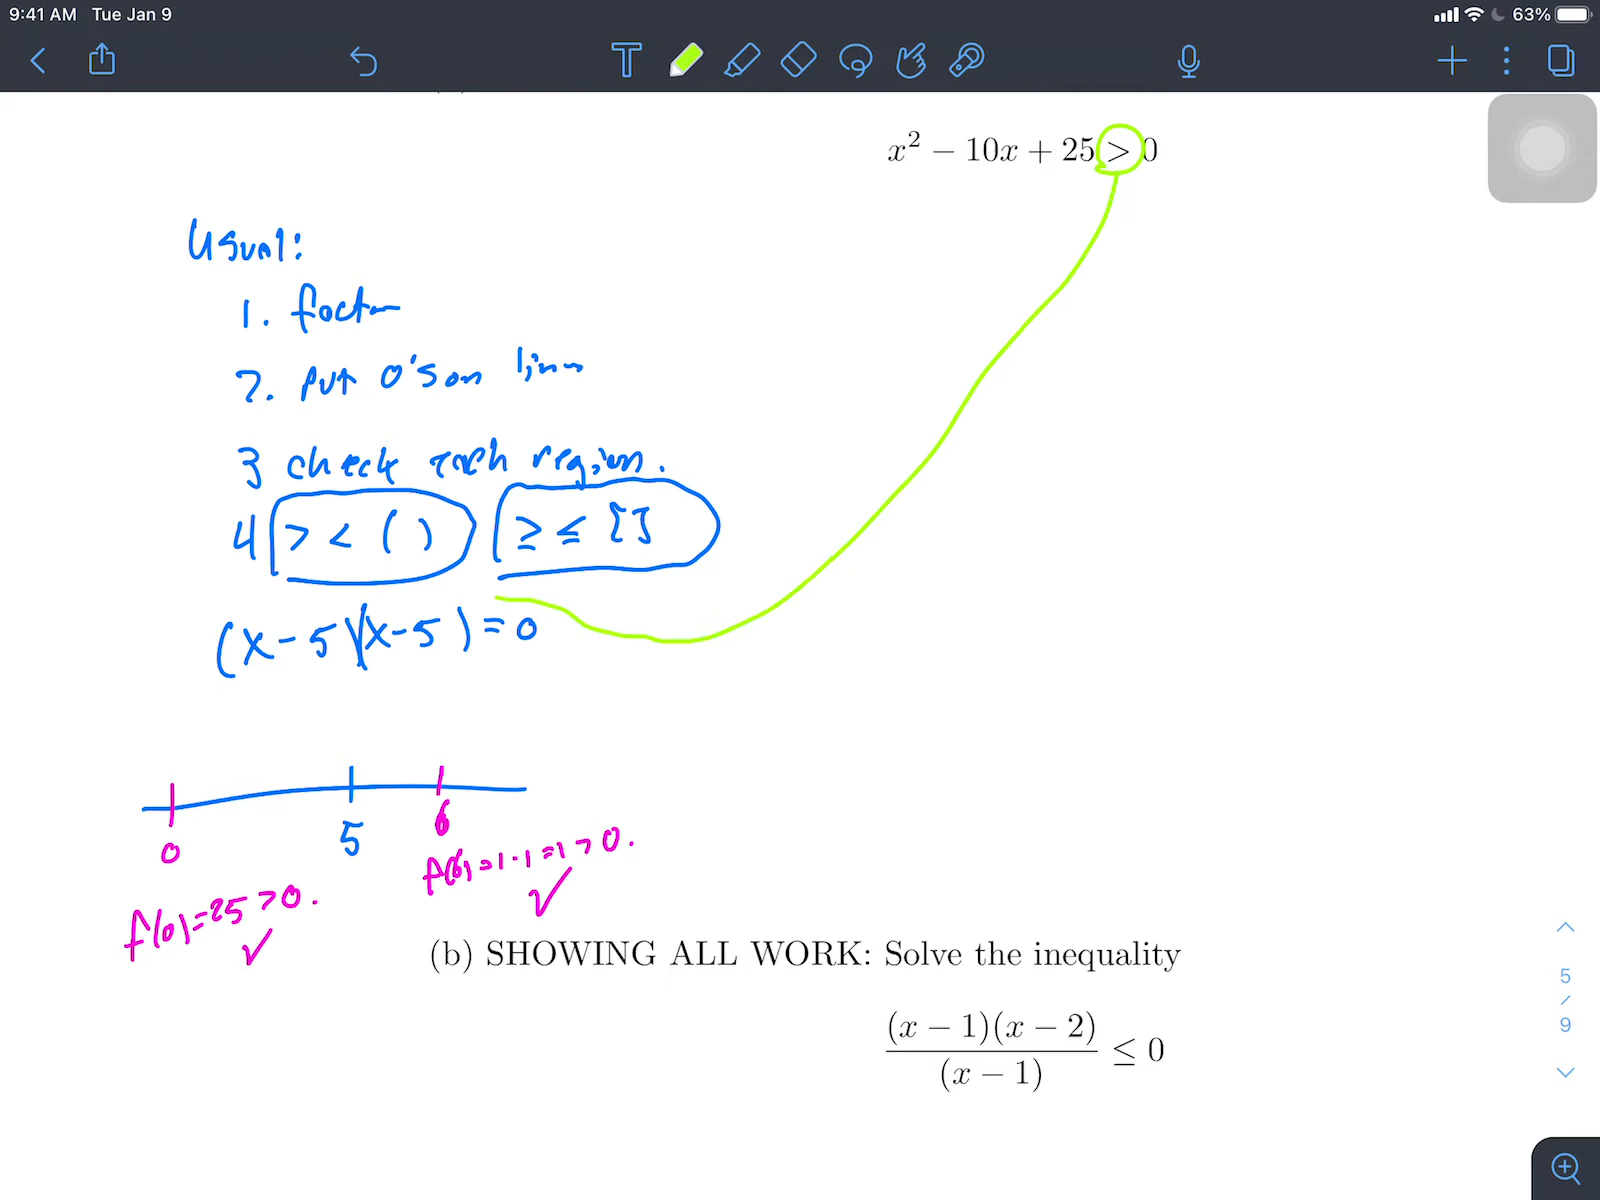 9:41 AM Tue Jan 9
63%
x² − 10x + 25 > 0
Usual:
1. factor
2. put 0's on line
3 check each region.
4 > < ( ) ≥ ≤ [ ]
(x − 5)(x − 5) = 0
0 5 6
f(6) = 1 · 1 = 1 > 0. ✓
f(0) = 25 > 0. ✓
(b) SHOWING ALL WORK: Solve the inequality
(x − 1)(x − 2)
≤ 0
(x − 1)
5
/
9